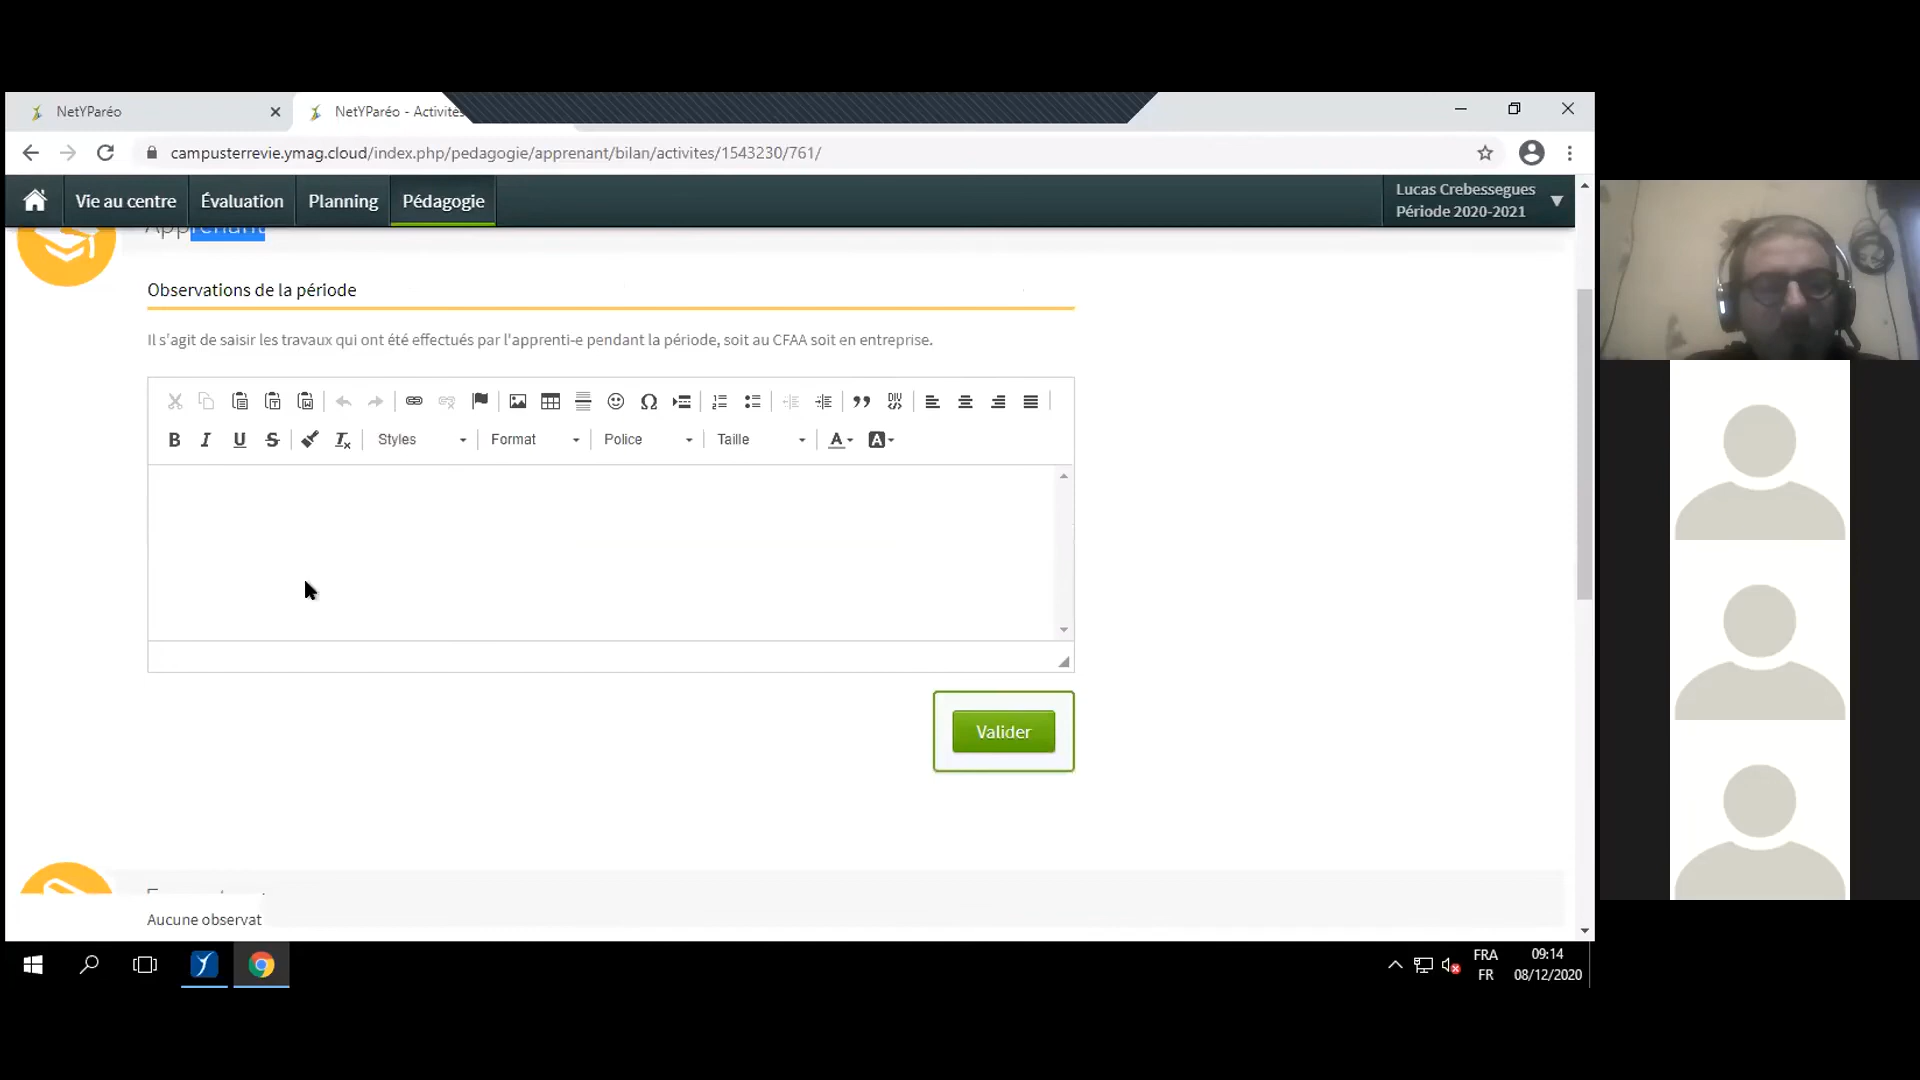 NetYParéo
NetYParéo - Activités
campusterrevie.ymag.cloud/index.php/pedagogie/apprenant/bilan/activites/1543230/761/
Vie au centre
Évaluation
Planning
Pédagogie
Lucas Crebessegues
Période 2020-2021
Apprenant
Observations de la période
Il s'agit de saisir les travaux qui ont été effectués par l'apprenti-e pendant la période, soit au CFAA soit en entreprise.
Styles
Format
Police
Taille
Valider
Aucune observat
FRA
FR
09:14
08/12/2020